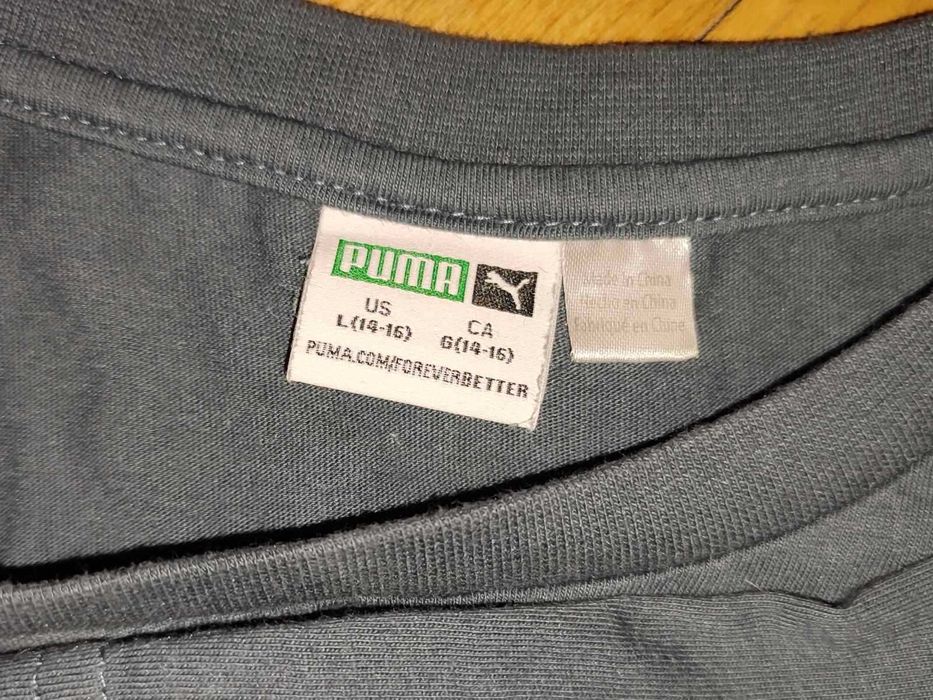 PUMA
US
L(14-16)
CA
G(14-16)
PUMA.COM/FOREVERBETTER
Made in China
Hecho en China
Fabriqué en Chine